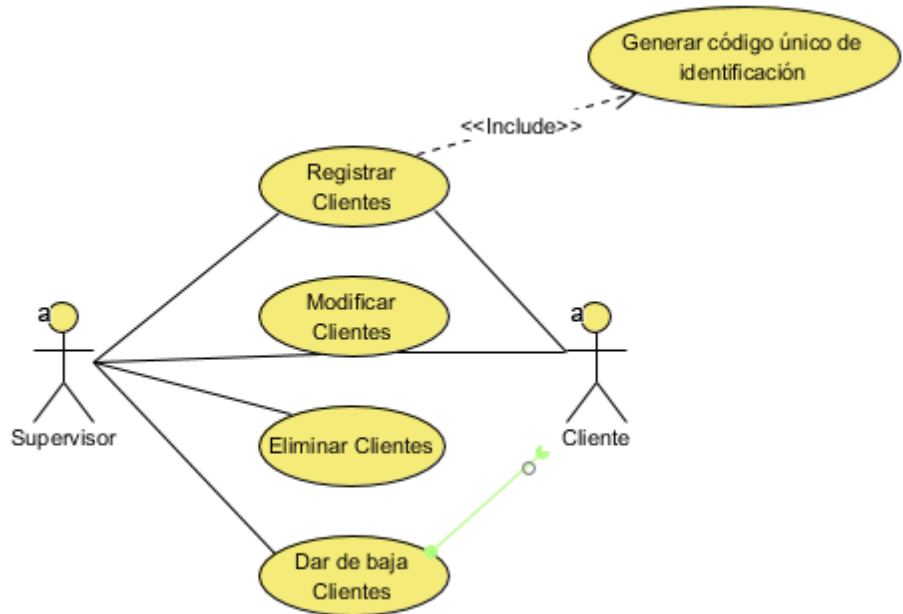 Generar código único de
identificación
<<Include>>
Registrar
Clientes
Modificar
Clientes
a
a
Supervisor
Eliminar Clientes
Cliente
Dar de baja
Clientes